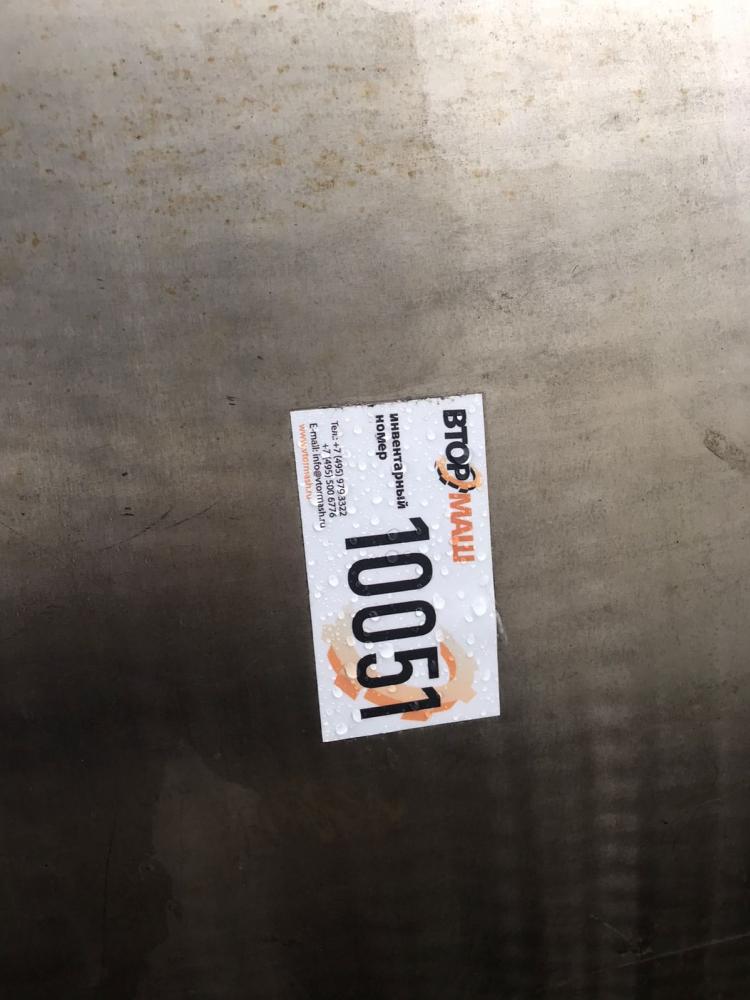 ВТОРМАШ
инвентарный
номер
10051
Тел.: +7 (495) 979 3322
+7 (495) 500 6776
E-mail: info@vtormash.ru
www.vtormash.ru